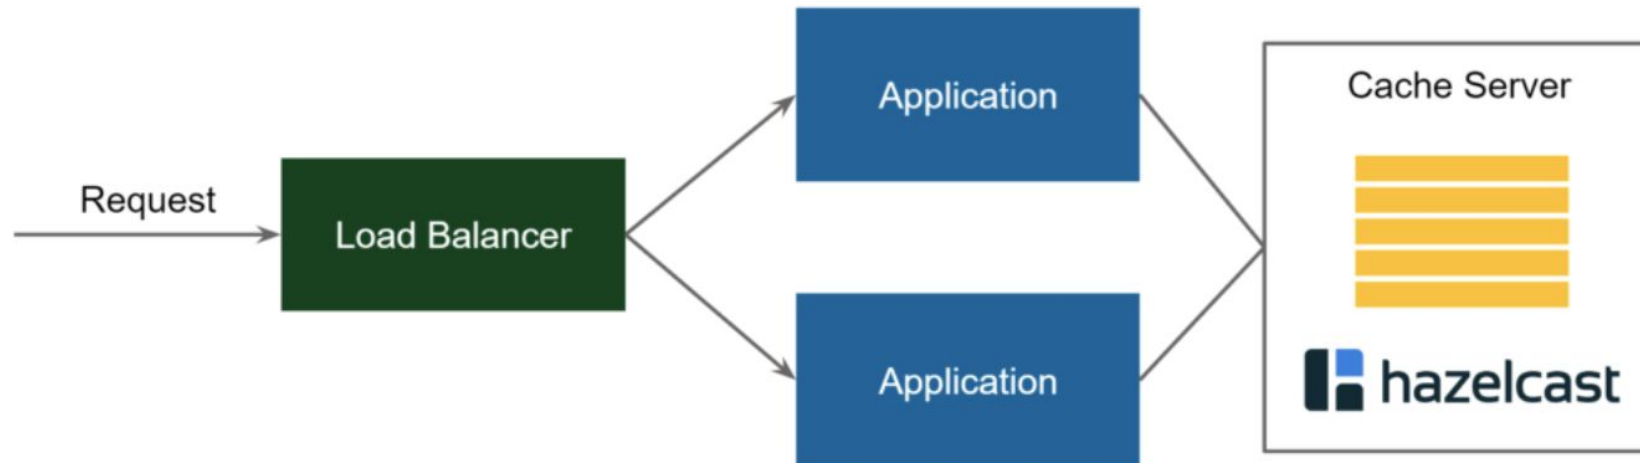 Request
Load Balancer
Application
Application
Cache Server
hazelcast